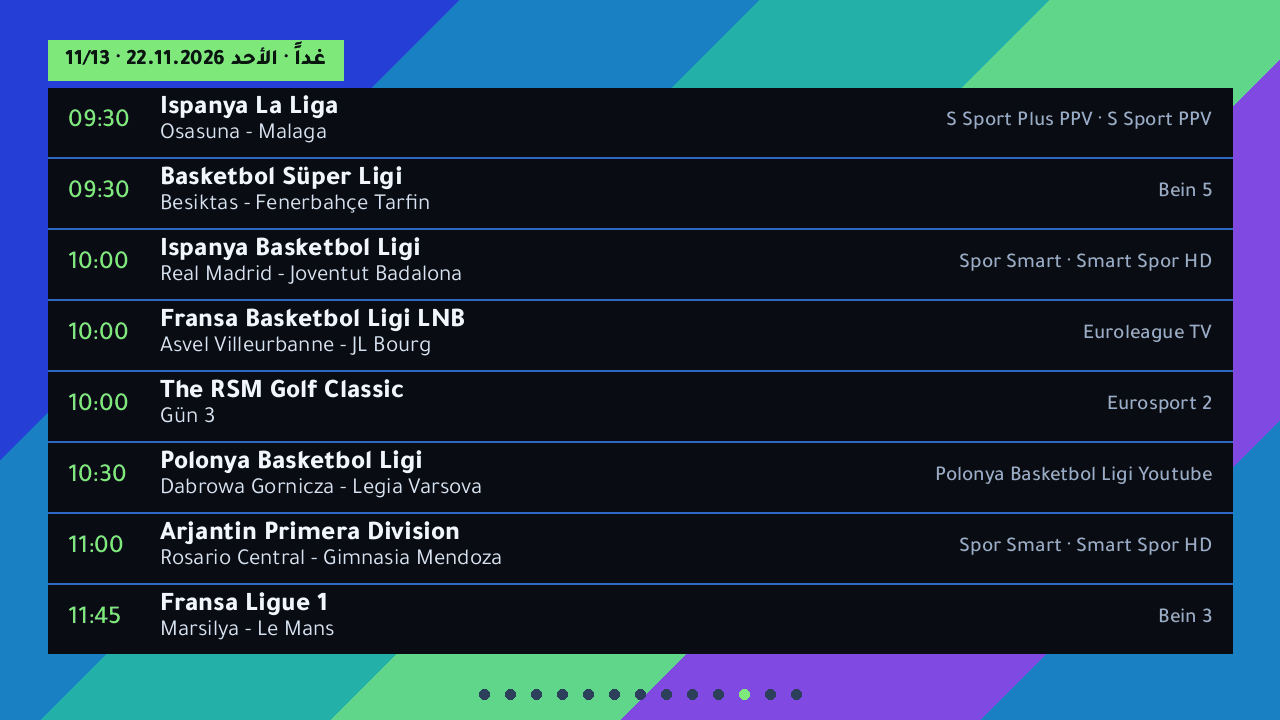 غداً · الأحد 22.11.2026 · 11/13
09:30
Ispanya La Liga
Osasuna - Malaga
S Sport Plus PPV · S Sport PPV
09:30
Basketbol Süper Ligi
Besiktas - Fenerbahçe Tarfin
Bein 5
10:00
Ispanya Basketbol Ligi
Real Madrid - Joventut Badalona
Spor Smart · Smart Spor HD
10:00
Fransa Basketbol Ligi LNB
Asvel Villeurbanne - JL Bourg
Euroleague TV
10:00
The RSM Golf Classic
Gün 3
Eurosport 2
10:30
Polonya Basketbol Ligi
Dabrowa Gornicza - Legia Varsova
Polonya Basketbol Ligi Youtube
11:00
Arjantin Primera Division
Rosario Central - Gimnasia Mendoza
Spor Smart · Smart Spor HD
11:45
Fransa Ligue 1
Marsilya - Le Mans
Bein 3